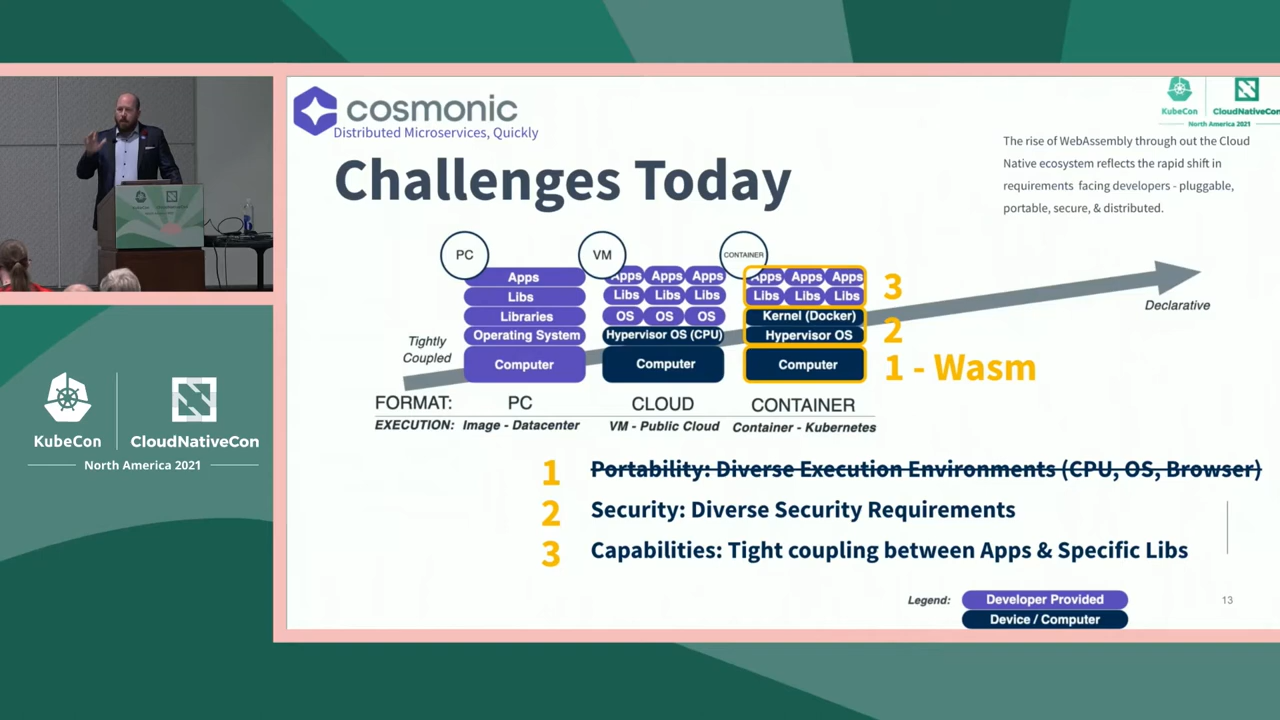 cosmonic
Distributed Microservices, Quickly
KubeCon
CloudNativeCon
North America 2021
Challenges Today
The rise of WebAssembly through out the Cloud
Native ecosystem reflects the rapid shift in
requirements facing developers - pluggable,
portable, secure, & distributed.
PC
VM
CONTAINER
Apps
Libs
Libraries
Operating System
Computer
Apps Apps Apps
Libs Libs Libs
OS OS OS
Hypervisor OS (CPU)
Computer
Apps Apps Apps
Libs Libs Libs
Kernel (Docker)
Hypervisor OS
Computer
3
2
1 - Wasm
Tightly
Coupled
Declarative
FORMAT: PC CLOUD CONTAINER
EXECUTION: Image - Datacenter VM - Public Cloud Container - Kubernetes
1 Portability: Diverse Execution Environments (CPU, OS, Browser)
2 Security: Diverse Security Requirements
3 Capabilities: Tight coupling between Apps & Specific Libs
Legend: Developer Provided
Device / Computer
13
KubeCon
CloudNativeCon
North America 2021